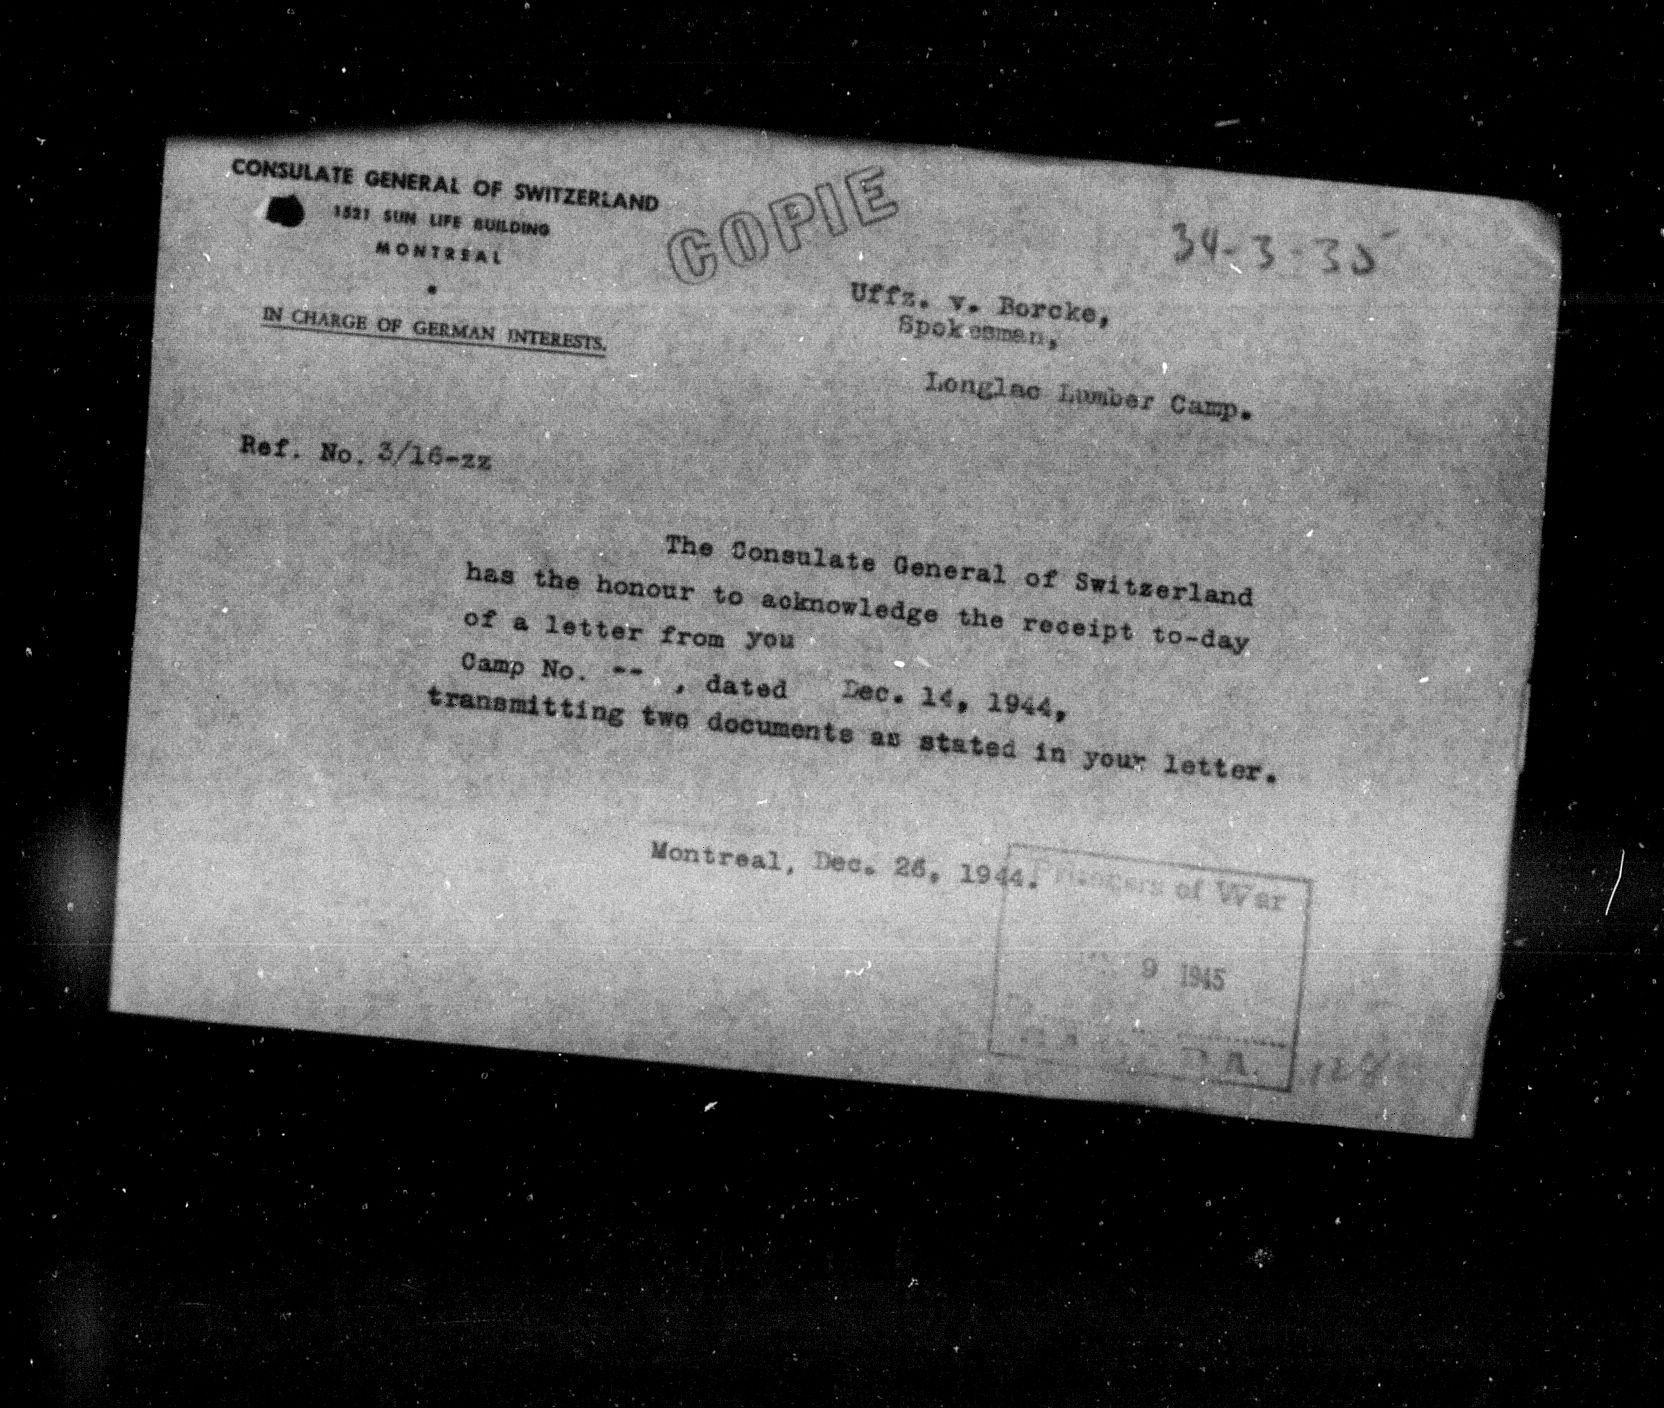 CONSULATE GENERAL OF SWITZERLAND
1521 SUN LIFE BUILDING
MONTREAL
IN CHARGE OF GERMAN INTERESTS.
COPIE
34-3-35
Uffz. v. Borcke,
Spokesman,
Longlac Lumber Camp.
Ref. No. 3/16-zz
The Consulate General of Switzerland
has the honour to acknowledge the receipt to-day
of a letter from you
Camp No. -- , dated Dec. 14, 1944,
transmitting two documents as stated in your letter.
Montreal, Dec. 26, 1944.
Prisoners of War
9 1945